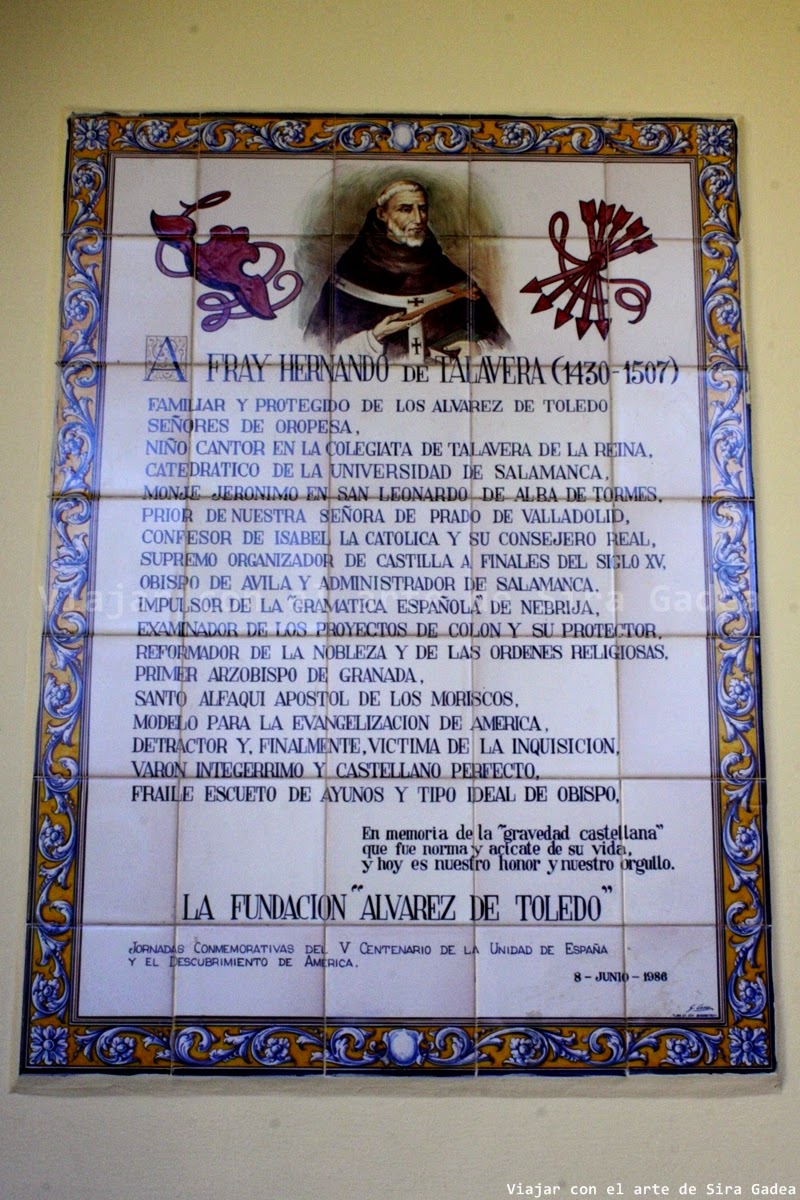 A FRAY HERNANDO DE TALAVERA (1430-1507)
FAMILIAR Y PROTEGIDO DE LOS ALVAREZ DE TOLEDO
SEÑORES DE OROPESA,
NIÑO CANTOR EN LA COLEGIATA DE TALAVERA DE LA REINA,
CATEDRATICO DE LA UNIVERSIDAD DE SALAMANCA,
MONJE JERONIMO EN SAN LEONARDO DE ALBA DE TORMES,
PRIOR DE NUESTRA SEÑORA DE PRADO DE VALLADOLID,
CONFESOR DE ISABEL LA CATOLICA Y SU CONSEJERO REAL,
SUPREMO ORGANIZADOR DE CASTILLA A FINALES DEL SIGLO XV,
OBISPO DE AVILA Y ADMINISTRADOR DE SALAMANCA.
Viajar con el arte de Sira Gadea
IMPULSOR DE LA "GRAMATICA ESPAÑOLA" DE NEBRIJA,
EXAMINADOR DE LOS PROYECTOS DE COLON Y SU PROTECTOR,
REFORMADOR DE LA NOBLEZA Y DE LAS ORDENES RELIGIOSAS,
PRIMER ARZOBISPO DE GRANADA,
SANTO ALFAQUI APOSTOL DE LOS MORISCOS,
MODELO PARA LA EVANGELIZACION DE AMERICA,
DETRACTOR Y, FINALMENTE, VICTIMA DE LA INQUISICION,
VARON INTEGERRIMO Y CASTELLANO PERFECTO,
FRAILE ESCUETO DE AYUNOS Y TIPO IDEAL DE OBISPO,
En memoria de la "gravedad castellana"
que fue norma y acicate de su vida,
y hoy es nuestro honor y nuestro orgullo.
LA FUNDACION "ALVAREZ DE TOLEDO"
JORNADAS CONMEMORATIVAS DEL V CENTENARIO DE LA UNIDAD DE ESPAÑA
Y EL DESCUBRIMIENTO DE AMERICA.
8-JUNIO-1986
Viajar con el arte de Sira Gadea